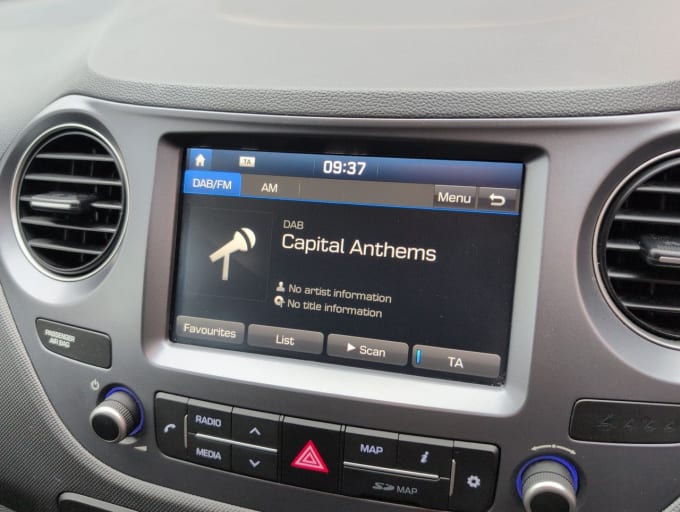 TA
09:37
DAB/FM
AM
Menu
DAB
Capital Anthems
No artist information
No title information
Favourites
List
Scan
TA
PASSENGER
AIR BAG
RADIO
MEDIA
MAP
i
SD MAP